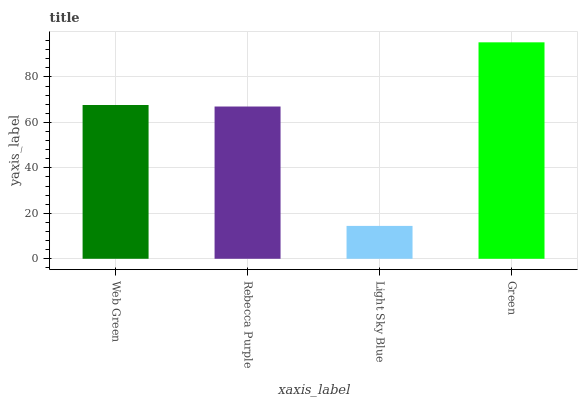 title
80
60
40
20
0
yaxis_label
Web Green
Rebecca Purple
Light Sky Blue
Green
xaxis_label